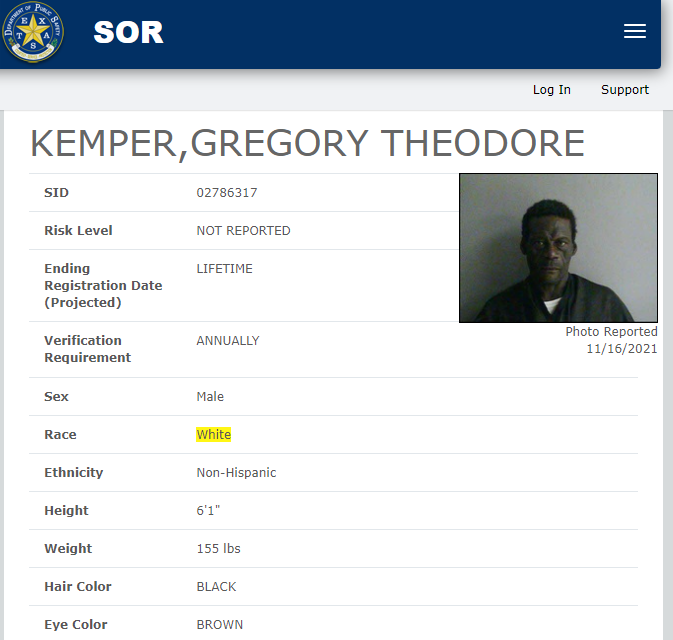 DEPARTMENT OF PUBLIC SAFETY
TEXAS
SOR
Log In Support
KEMPER,GREGORY THEODORE
SID 02786317
Risk Level NOT REPORTED
Ending
Registration Date
(Projected) LIFETIME
Photo Reported
11/16/2021
Verification
Requirement ANNUALLY
Sex Male
Race White
Ethnicity Non-Hispanic
Height 6'1"
Weight 155 lbs
Hair Color BLACK
Eye Color BROWN